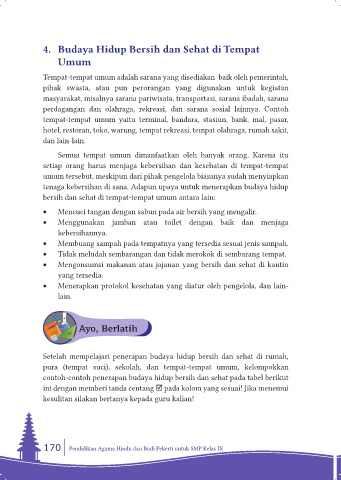 4. Budaya Hidup Bersih dan Sehat di Tempat
Umum
Tempat-tempat umum adalah sarana yang disediakan baik oleh pemerintah,
pihak swasta, atau pun perorangan yang digunakan untuk kegiatan
masyarakat, misalnya sarana pariwisata, transportasi, sarana ibadah, sarana
perdagangan dan olahraga, rekreasi, dan sarana sosial lainnya. Contoh
tempat-tempat umum yaitu terminal, bandara, stasiun, bank, mal, pasar,
hotel, restoran, toko, warung, tempat rekreasi, tempat olahraga, rumah sakit,
dan lain-lain.
Semua tempat umum dimanfaatkan oleh banyak orang. Karena itu
setiap orang harus menjaga kebersihan dan kesehatan di tempat-tempat
umum tersebut, meskipun dari pihak pengelola biasanya sudah menyiapkan
tenaga kebersihan di sana. Adapun upaya untuk menerapkan budaya hidup
bersih dan sehat di tempat-tempat umum antara lain:
• Mencuci tangan dengan sabun pada air bersih yang mengalir.
• Menggunakan jamban atau toilet dengan baik dan menjaga
kebersihannya.
• Membuang sampah pada tempatnya yang tersedia sesuai jenis sampah.
• Tidak meludah sembarangan dan tidak merokok di sembarang tempat.
• Mengonsumsi makanan atau jajanan yang bersih dan sehat di kantin
yang tersedia.
• Menerapkan protokol kesehatan yang diatur oleh pengelola, dan lain-
lain.
Ayo, Berlatih
Setelah mempelajari penerapan budaya hidup bersih dan sehat di rumah,
pura (tempat suci), sekolah, dan tempat-tempat umum, kelompokkan
contoh-contoh penerapan budaya hidup bersih dan sehat pada tabel berikut
ini dengan memberi tanda centang ☑ pada kolom yang sesuai! Jika menemui
kesulitan silakan bertanya kepada guru kalian!
170 Pendidikan Agama Hindu dan Budi Pekerti untuk SMP Kelas IX